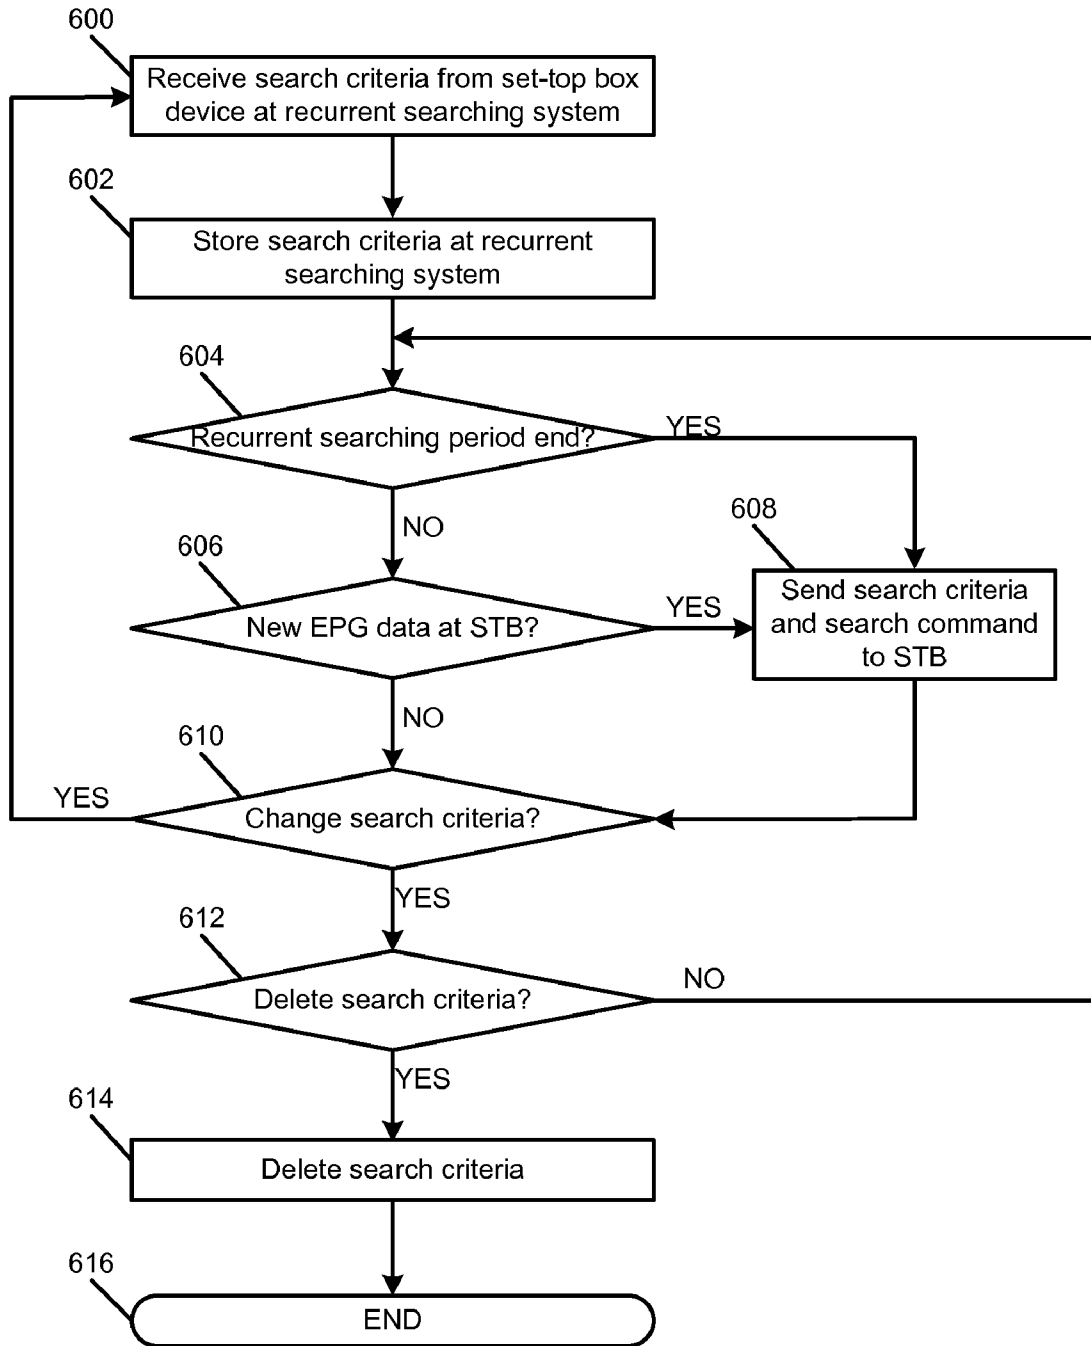 600
Receive search criteria from set-top box
device at recurrent searching system
602
Store search criteria at recurrent
searching system
604
Recurrent searching period end?
YES
NO
606
New EPG data at STB?
YES
608
Send search criteria
and search command
to STB
NO
610
YES
Change search criteria?
YES
612
Delete search criteria?
NO
YES
614
Delete search criteria
616
END